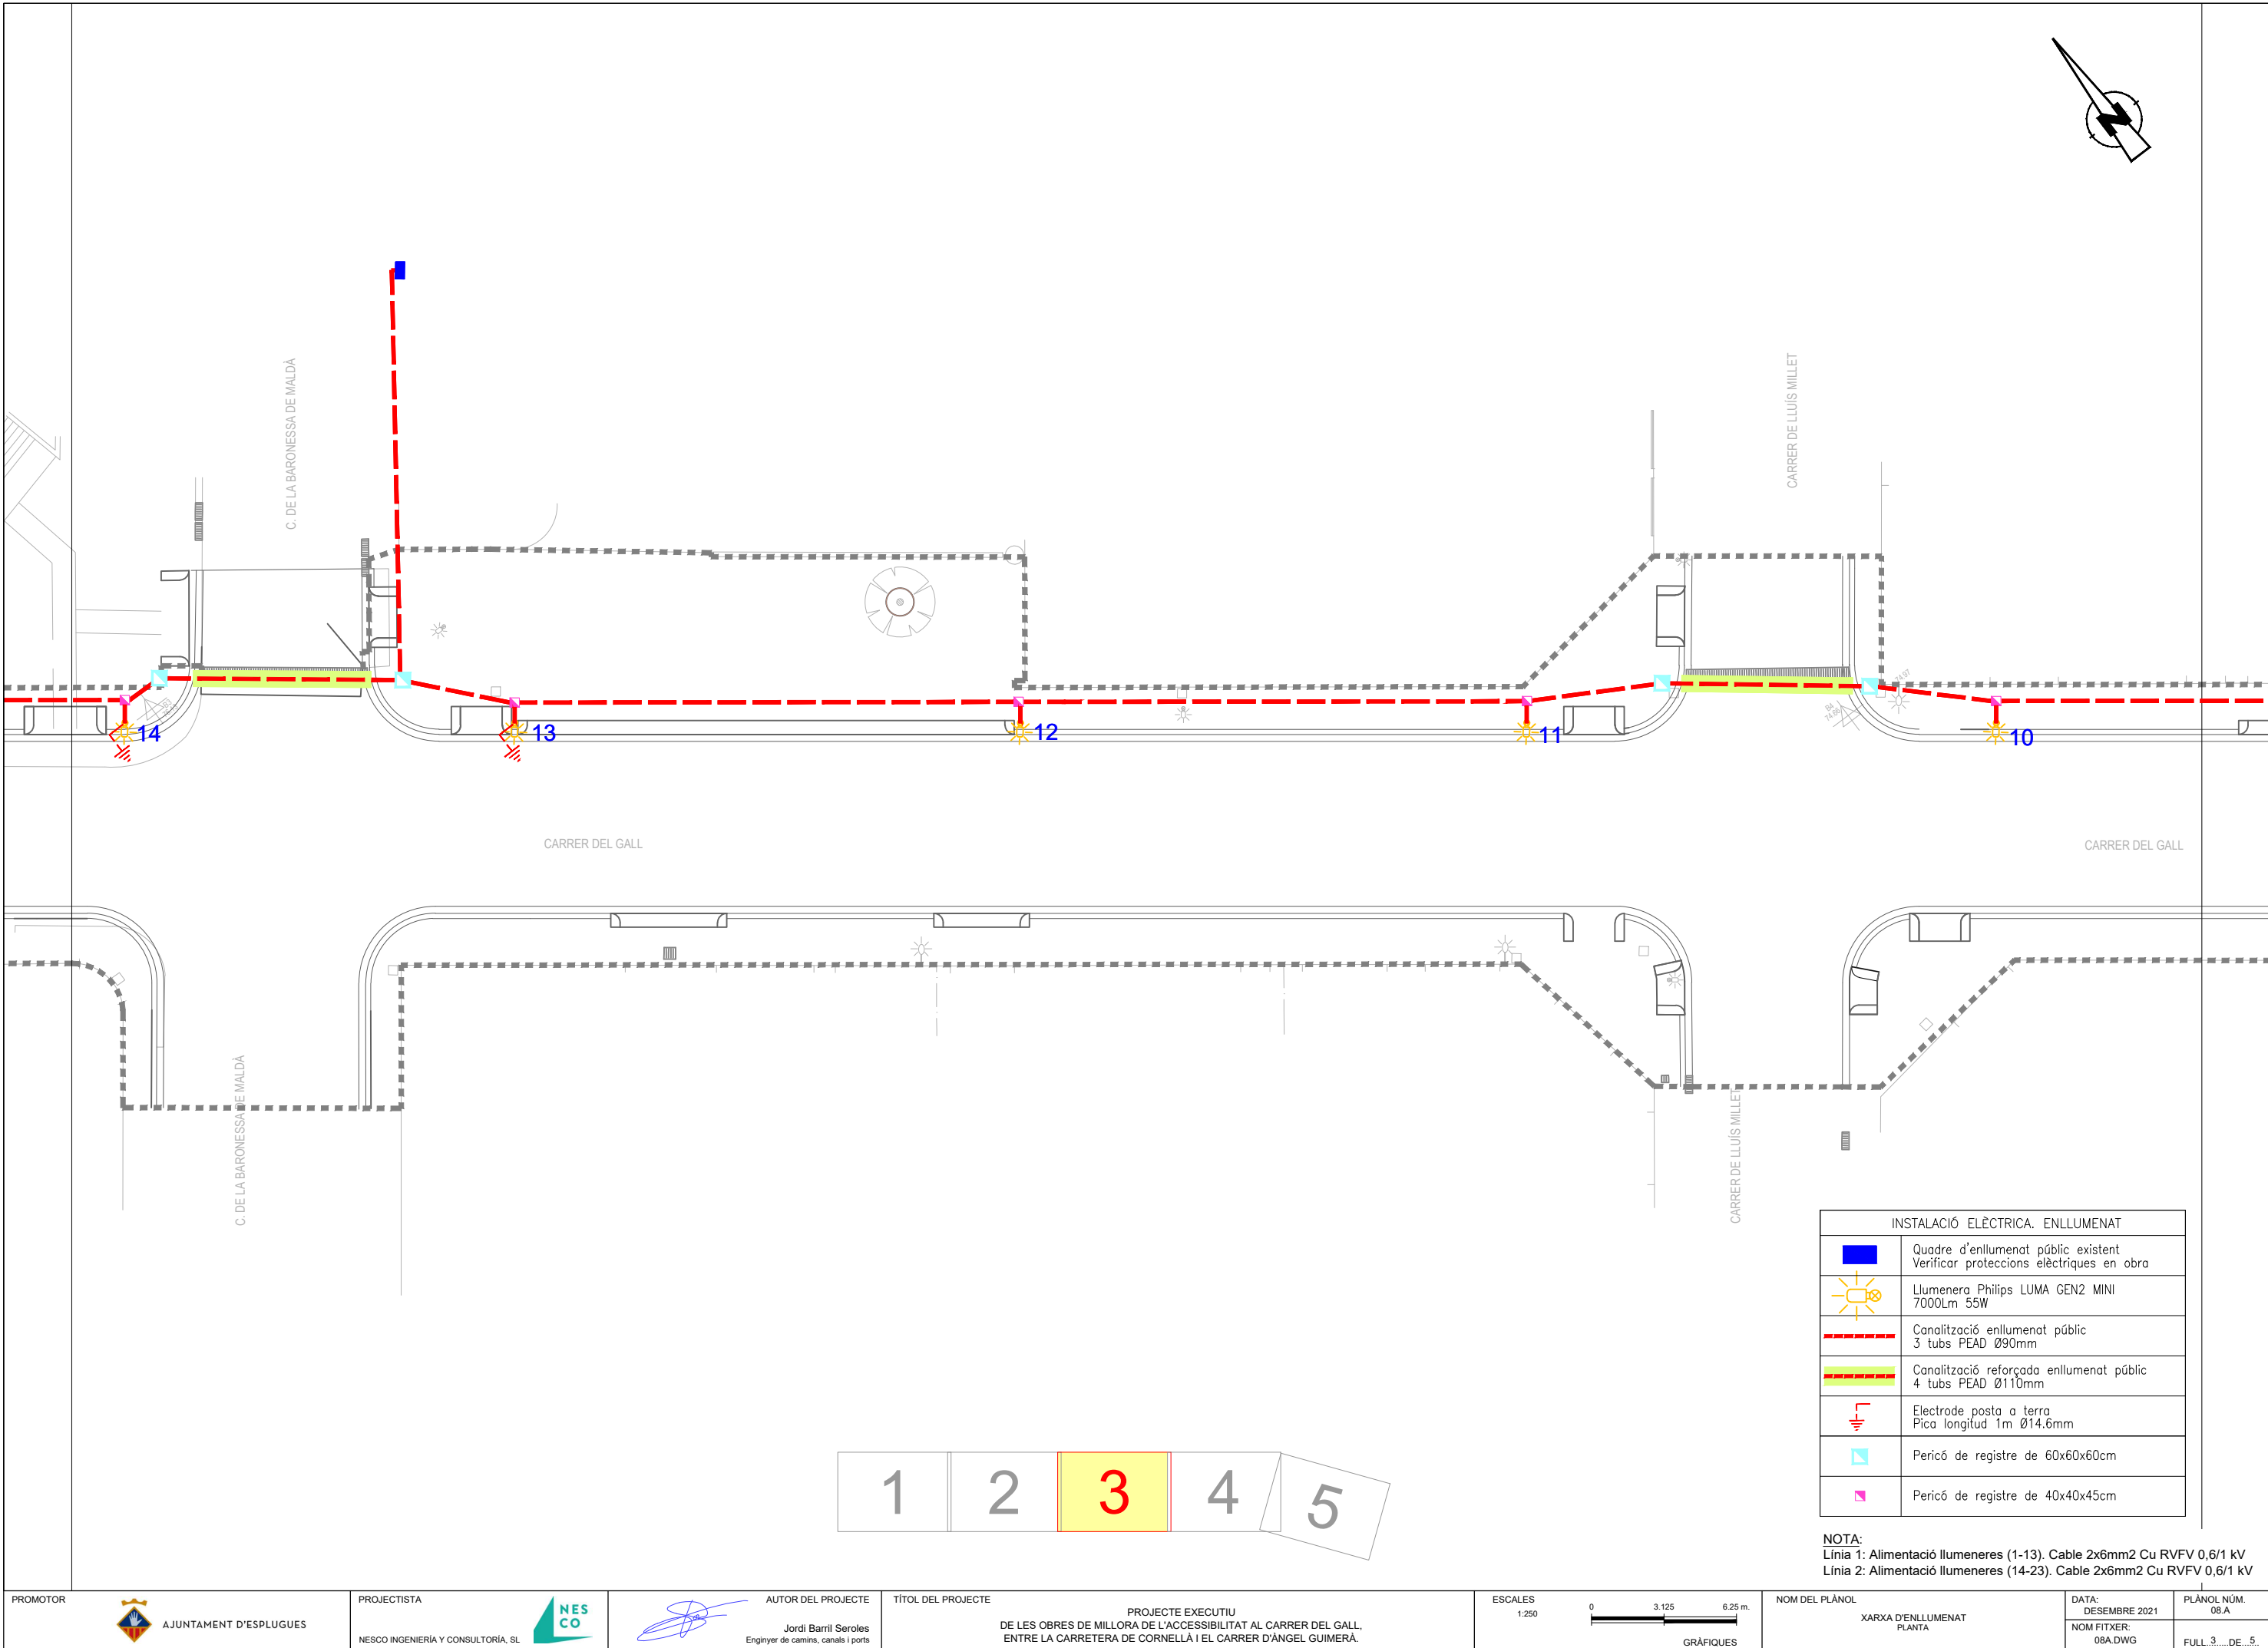 N
C. DE LA BARONESSA DE MALDÀ
CARRER DE LLUÍS MILLET
74.97
B4
74.66
14
13
12
11
10
CARRER DEL GALL
CARRER DEL GALL
C. DE LA BARONESSA DE MALDÀ
CARRER DE LLUÍS MILLET
INSTALACIÓ ELÈCTRICA. ENLLUMENAT
Quadre d'enllumenat públic existent
Verificar proteccions elèctriques en obra
Llumenera Philips LUMA GEN2 MINI
7000Lm 55W
Canalització enllumenat públic
3 tubs PEAD Ø90mm
Canalització reforçada enllumenat públic
4 tubs PEAD Ø110mm
Electrode posta a terra
Pica longitud 1m Ø14.6mm
Pericó de registre de 60x60x60cm
Pericó de registre de 40x40x45cm
1 2 3 4 5
NOTA:
Línia 1: Alimentació llumeneres (1-13). Cable 2x6mm2 Cu RVFV 0,6/1 kV
Línia 2: Alimentació llumeneres (14-23). Cable 2x6mm2 Cu RVFV 0,6/1 kV
PROMOTOR
AJUNTAMENT D'ESPLUGUES
PROJECTISTA
NESCO INGENIERÍA Y CONSULTORÍA, SL
NES
CO
AUTOR DEL PROJECTE
Jordi Barril Seroles
Enginyer de camins, canals i ports
TÍTOL DEL PROJECTE
PROJECTE EXECUTIU
DE LES OBRES DE MILLORA DE L'ACCESSIBILITAT AL CARRER DEL GALL,
ENTRE LA CARRETERA DE CORNELLÀ I EL CARRER D'ÀNGEL GUIMERÀ.
ESCALES
1:250
0 3.125 6.25 m.
GRÀFIQUES
NOM DEL PLÀNOL
XARXA D'ENLLUMENAT
PLANTA
DATA:
DESEMBRE 2021
NOM FITXER:
08A.DWG
PLÀNOL NÚM.
08.A
FULL 3 DE 5